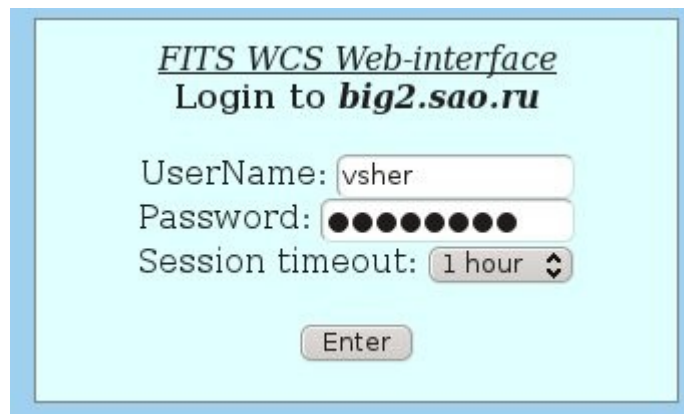 FITS WCS Web-interface
Login to big2.sao.ru
UserName: vsher
Password: ●●●●●●●●
Session timeout: 1 hour
Enter